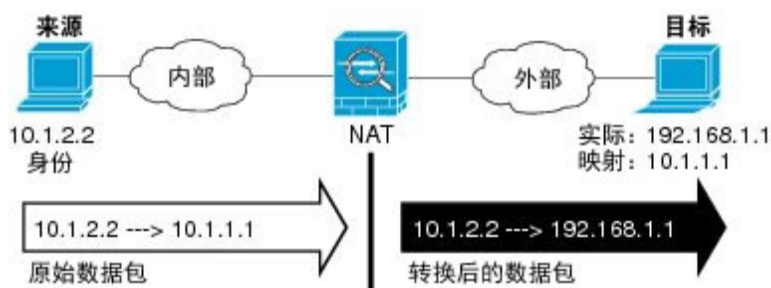 来源
目标
内部
外部
10.1.2.2
身份
NAT
实际：192.168.1.1
映射：10.1.1.1
10.1.2.2 ---> 10.1.1.1
10.1.2.2 ---> 192.168.1.1
原始数据包
转换后的数据包